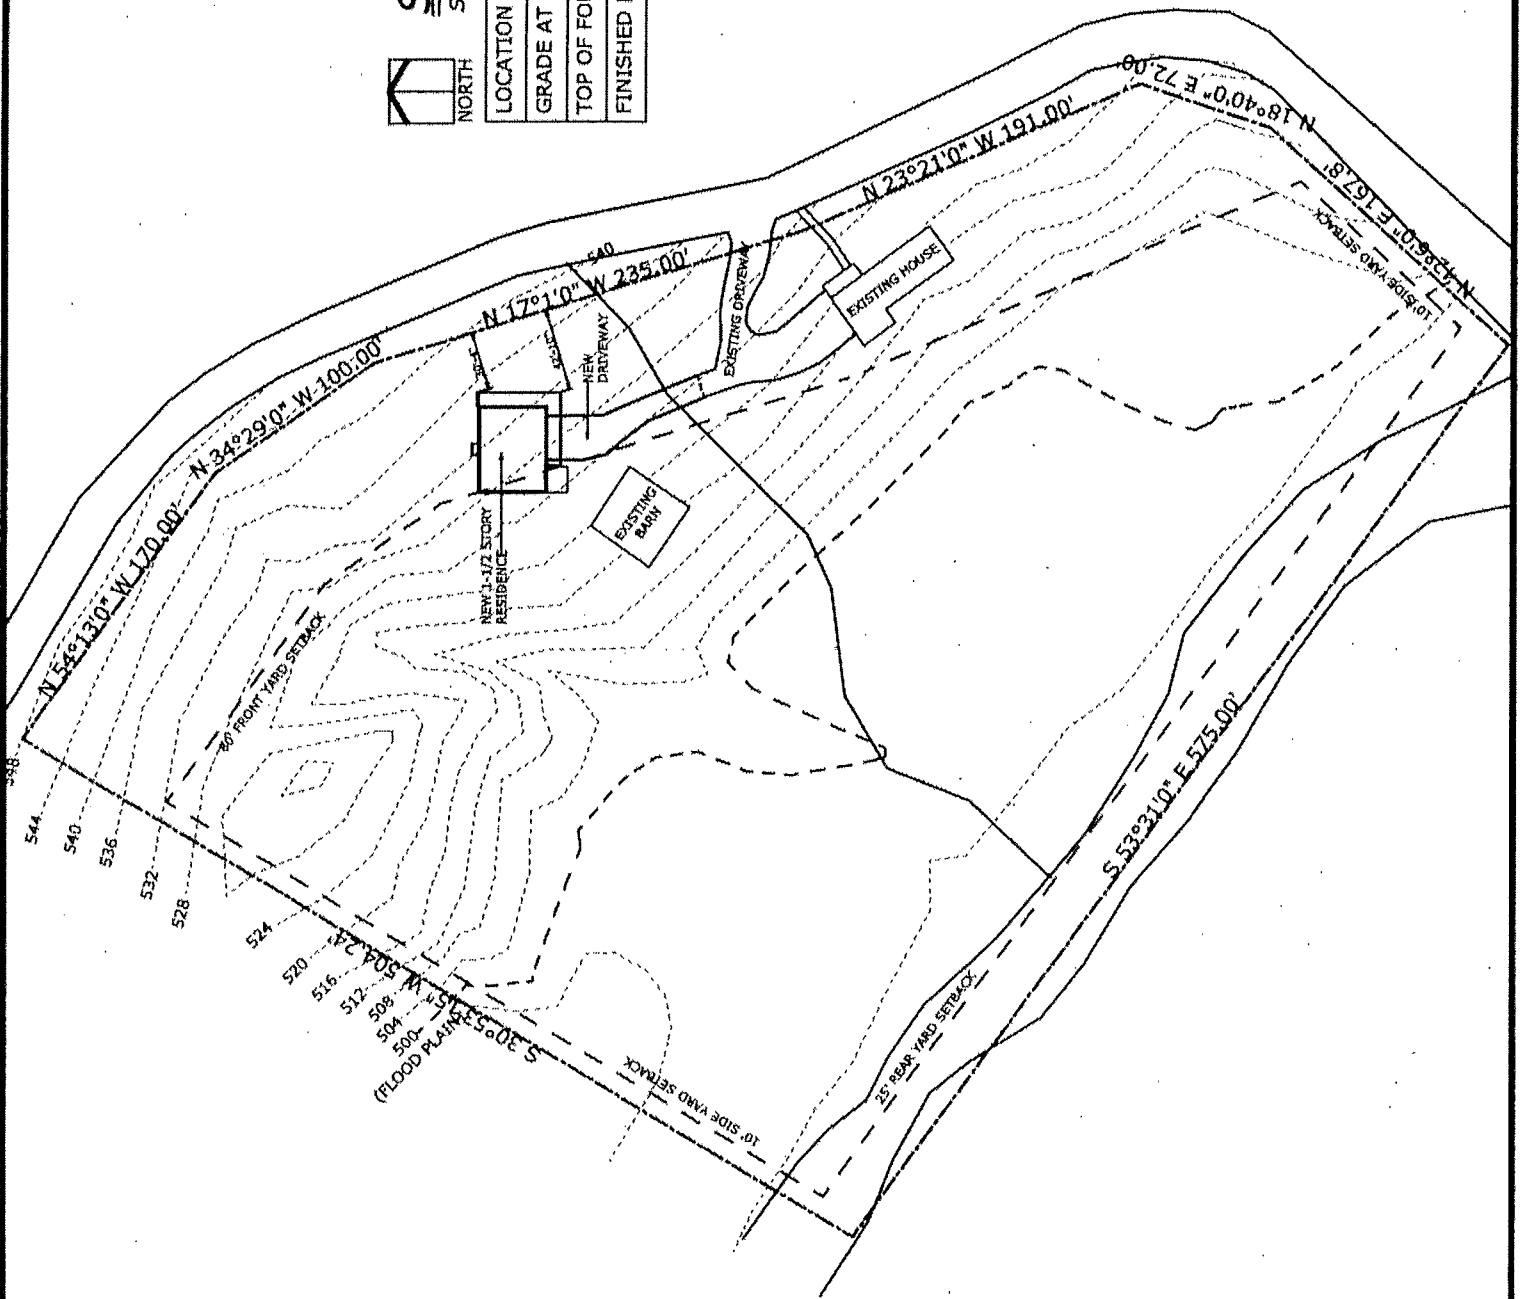 NORTH
LOCATION
GRADE AT
TOP OF
FINISHED
N 18°40'0" E 72.00'
N 23°21'0" W 191.00'
N 42°6'0" E 167.8'
10' SIDE YARD SETBACK
540
N 17°1'0" W 235.00'
EXISTING DRIVEWAY
EXISTING HOUSE
N 34°29'0" W 100.00'
NEW
DRIVEWAY
N 54°13'0" W 170.00'
EXISTING
BARN
NEW 1-1/2 STORY
RESIDENCE
60' FRONT YARD SETBACK
548
544
540
536
532
528
524
520
516
512
508
504
500
(FLOOD PLAIN)
S 30°53'15" W 504.24'
S 53°31'0" E 575.00'
25' REAR YARD SETBACK
10' SIDE YARD SETBACK